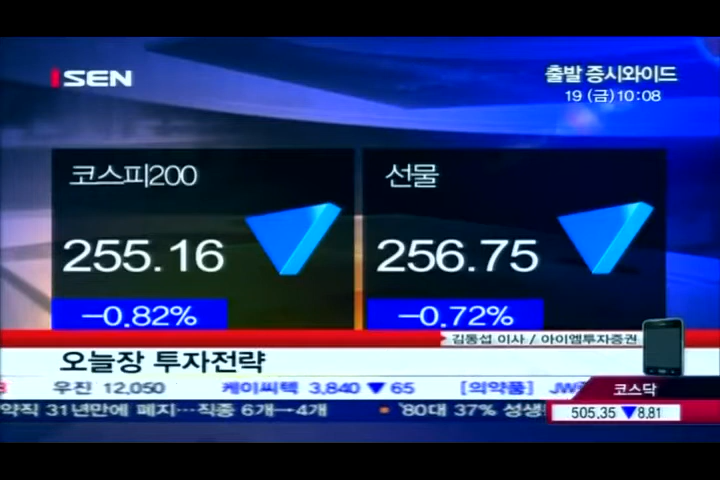 SEN
출발 증시와이드
19 (금) 10:08
코스피200
255.16
-0.82%
선물
256.75
-0.72%
김동섭 이사 / 아이엠투자증권
오늘장 투자전략
우진 12,050 케이씨텍 3,840 ▼ 65 [의약품] JW
약직 31년만에 폐지…직종 6개→4개 • '80대 37% 성생
코스닥
505.35 ▼8.81